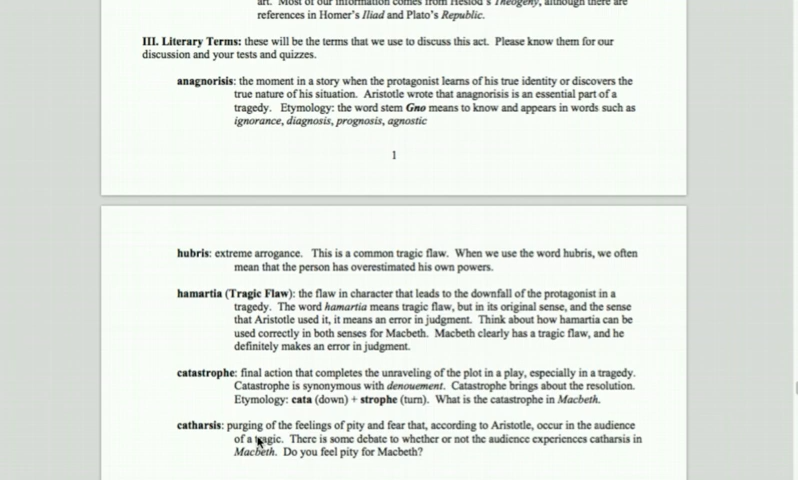 art. Most of our information comes from Hesiod's Theogeny, although there are
references in Homer's Iliad and Plato's Republic.
III. Literary Terms: these will be the terms that we use to discuss this act. Please know them for our
discussion and your tests and quizzes.
anagnorisis: the moment in a story when the protagonist learns of his true identity or discovers the
true nature of his situation. Aristotle wrote that anagnorisis is an essential part of a
tragedy. Etymology: the word stem Gno means to know and appears in words such as
ignorance, diagnosis, prognosis, agnostic
1
hubris: extreme arrogance. This is a common tragic flaw. When we use the word hubris, we often
mean that the person has overestimated his own powers.
hamartia (Tragic Flaw): the flaw in character that leads to the downfall of the protagonist in a
tragedy. The word hamartia means tragic flaw, but in its original sense, and the sense
that Aristotle used it, it means an error in judgment. Think about how hamartia can be
used correctly in both senses for Macbeth. Macbeth clearly has a tragic flaw, and he
definitely makes an error in judgment.
catastrophe: final action that completes the unraveling of the plot in a play, especially in a tragedy.
Catastrophe is synonymous with denouement. Catastrophe brings about the resolution.
Etymology: cata (down) + strophe (turn). What is the catastrophe in Macbeth.
catharsis: purging of the feelings of pity and fear that, according to Aristotle, occur in the audience
of a tragic. There is some debate to whether or not the audience experiences catharsis in
Macbeth. Do you feel pity for Macbeth?